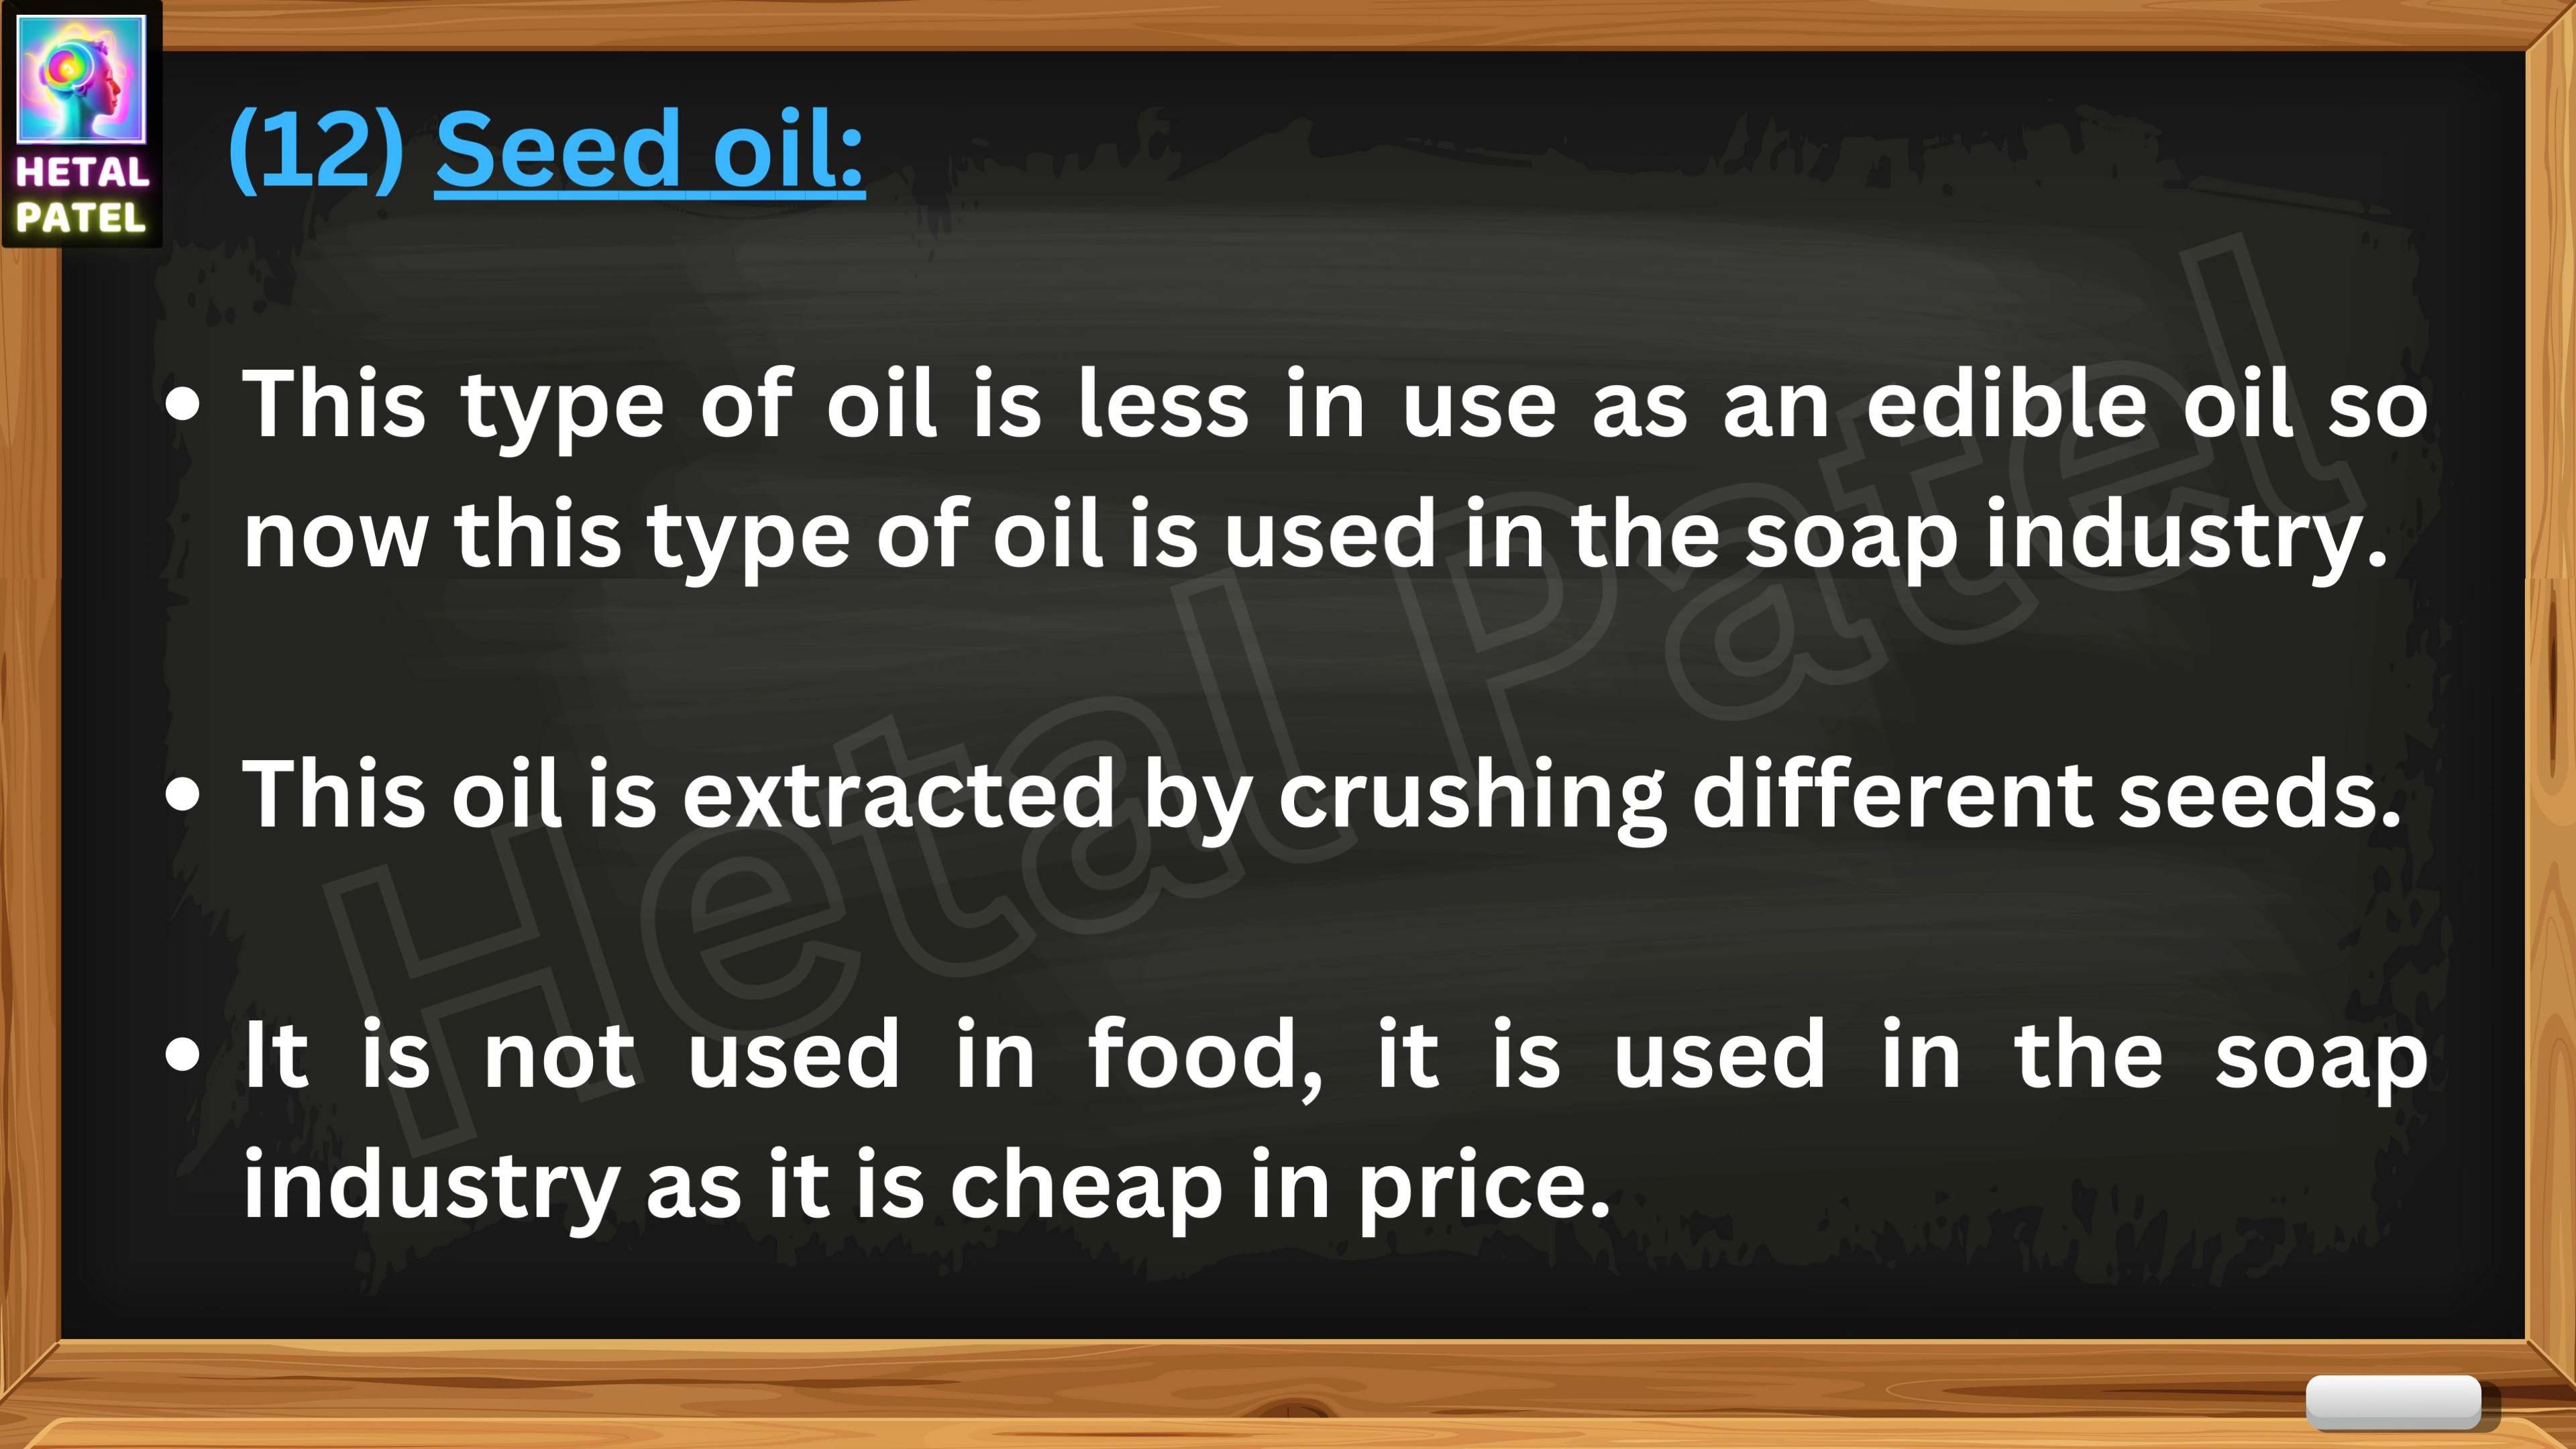 HETAL
PATEL
(12) Seed oil:
• This type of oil is less in use as an edible oil so
now this type of oil is used in the soap industry.
• This oil is extracted by crushing different seeds.
• It is not used in food, it is used in the soap
industry as it is cheap in price.
Hetal Patel